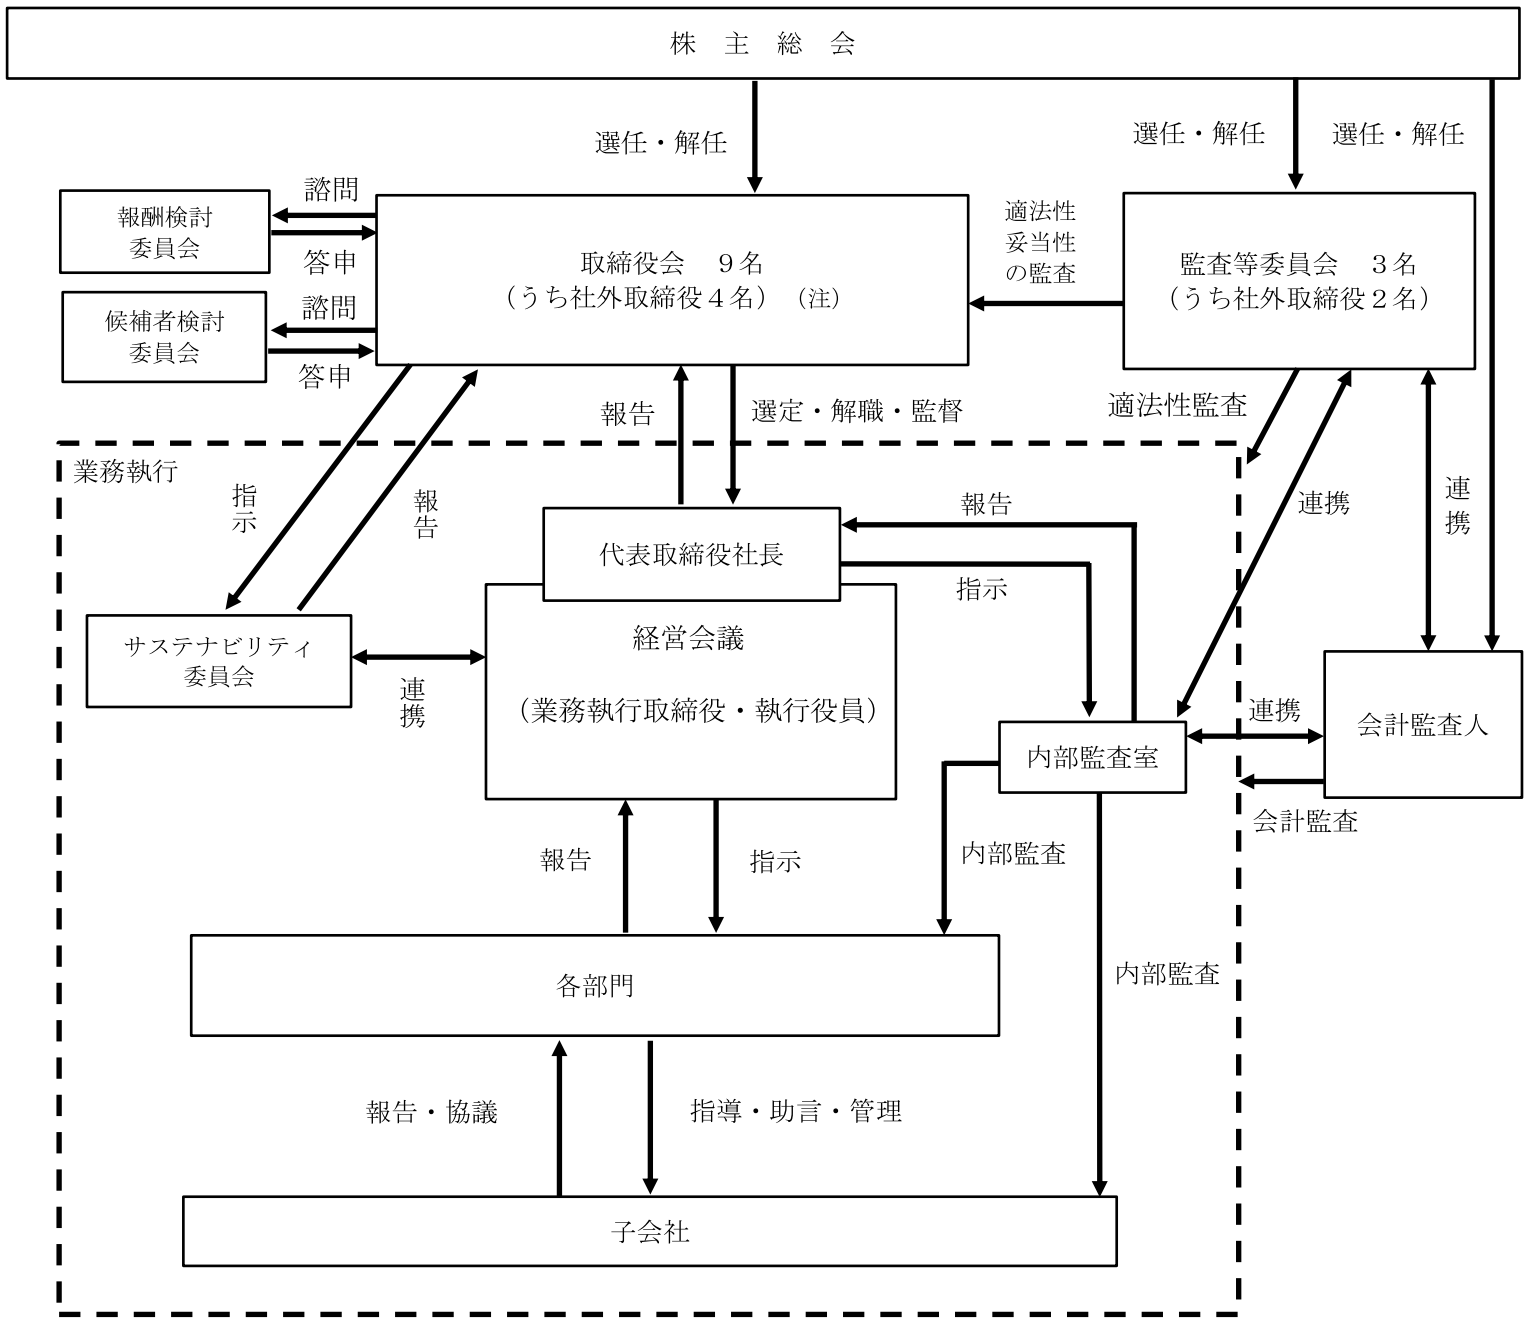 株　主　総　会
選任・解任
選任・解任
選任・解任
報酬検討
委員会
諮問
答申
候補者検討
委員会
諮問
答申
取締役会　９名
（うち社外取締役４名）（注）
適法性
妥当性
の監査
監査等委員会　３名
（うち社外取締役２名）
報告
選定・解職・監督
適法性監査
業務執行
指示
報告
代表取締役社長
報告
指示
連携
連携
サステナビリティ
委員会
連携
経営会議
（業務執行取締役・執行役員）
内部監査室
連携
会計監査人
会計監査
報告
指示
内部監査
各部門
内部監査
報告・協議
指導・助言・管理
子会社